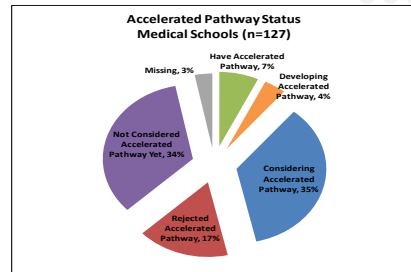 Accelerated Pathway Status
Medical Schools (n=127)
Have Accelerated
Pathway, 7%
Missing, 3%
Developing
Accelerated
Pathway, 4%
Not Considered
Accelerated
Pathway Yet, 34%
Considering
Accelerated
Pathway, 35%
Rejected
Accelerated
Pathway, 17%